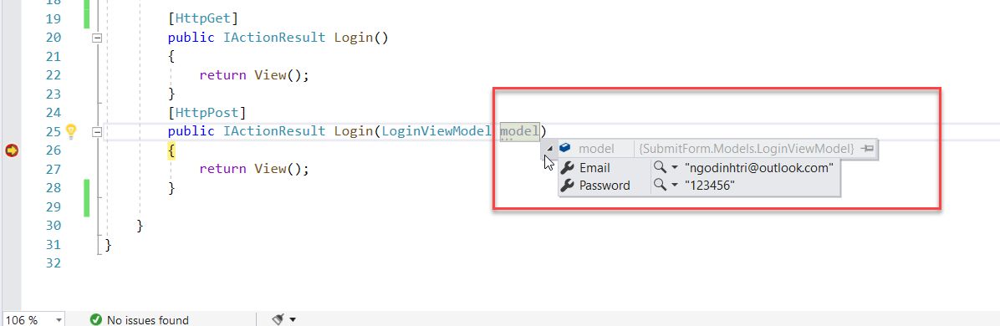 18
19 [HttpGet]
20 public IActionResult Login()
21 {
22 return View();
23 }
24 [HttpPost]
25 public IActionResult Login(LoginViewModel model)
model {SubmitForm.Models.LoginViewModel}
26 {
Email "ngodinhtri@outlook.com"
27 return View();
Password "123456"
28 }
29
30 }
31 }
32
106 % No issues found